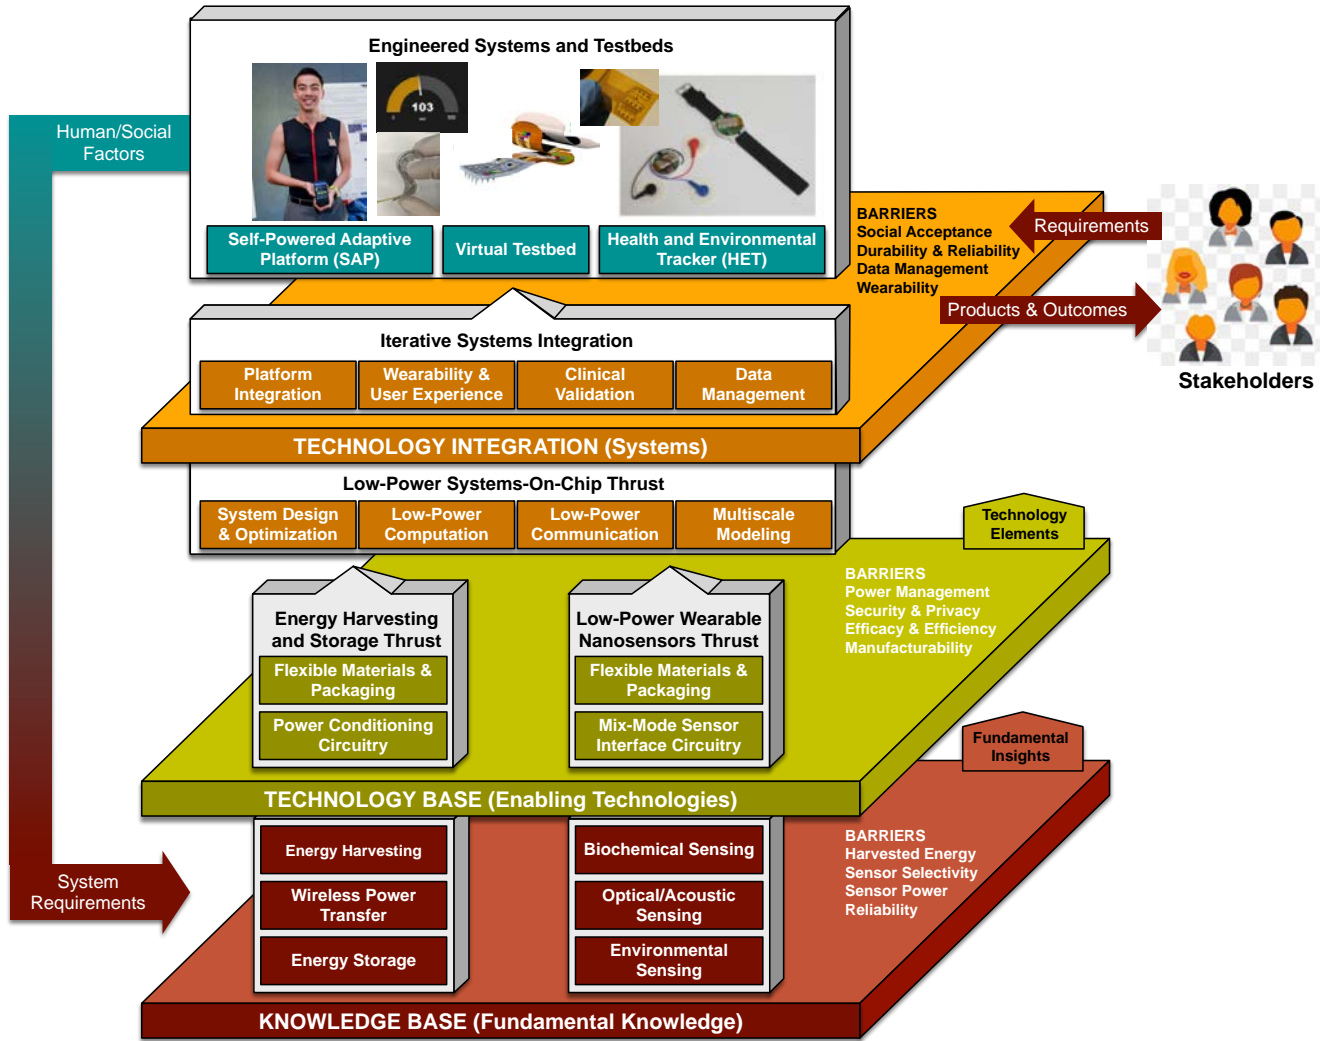 Engineered Systems and Testbeds
103
Human/Social
Factors
Self-Powered Adaptive
Platform (SAP)
Virtual Testbed
Health and Environmental
Tracker (HET)
BARRIERS
Social Acceptance
Durability & Reliability
Data Management
Wearability
Requirements
Products & Outcomes
Stakeholders
Iterative Systems Integration
Platform
Integration
Wearability &
User Experience
Clinical
Validation
Data
Management
TECHNOLOGY INTEGRATION (Systems)
Low-Power Systems-On-Chip Thrust
System Design
& Optimization
Low-Power
Computation
Low-Power
Communication
Multiscale
Modeling
Technology
Elements
BARRIERS
Power Management
Security & Privacy
Efficacy & Efficiency
Manufacturability
Energy Harvesting
and Storage Thrust
Flexible Materials &
Packaging
Power Conditioning
Circuitry
Low-Power Wearable
Nanosensors Thrust
Flexible Materials &
Packaging
Mix-Mode Sensor
Interface Circuitry
Fundamental
Insights
TECHNOLOGY BASE (Enabling Technologies)
BARRIERS
Harvested Energy
Sensor Selectivity
Sensor Power
Reliability
Energy Harvesting
Wireless Power
Transfer
Energy Storage
Biochemical Sensing
Optical/Acoustic
Sensing
Environmental
Sensing
System
Requirements
KNOWLEDGE BASE (Fundamental Knowledge)